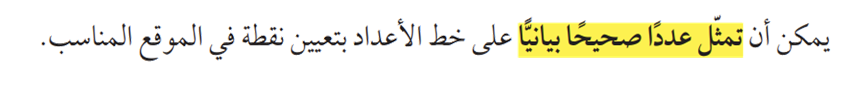 يمكن أن تمثّل عددًا صحيحًا بيانيًّا على خط الأعداد بتعيين نقطة في الموقع المناسب.